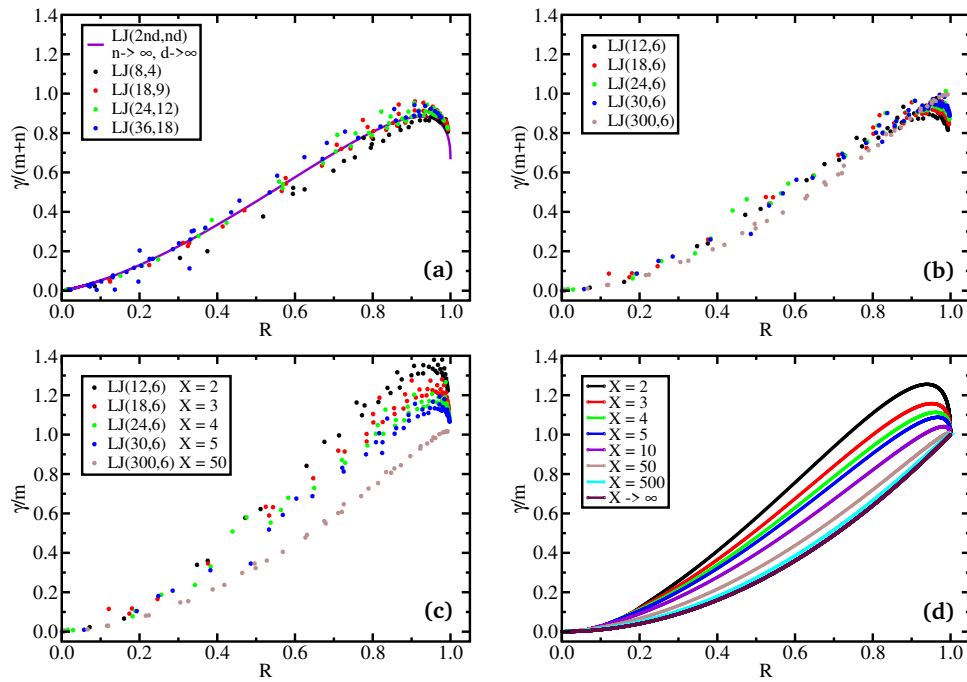 1.4
1.2
1.0
0.8
0.6
0.4
0.2
0.0
γ/(m+n)
LJ(2nd,nd)
n-> ∞, d->∞
LJ(8,4)
LJ(18,9)
LJ(24,12)
LJ(36,18)
(a)
0.0 0.2 0.4 0.6 0.8 1.0
R
1.4
1.2
1.0
0.8
0.6
0.4
0.2
0.0
γ/(m+n)
LJ(12,6)
LJ(18,6)
LJ(24,6)
LJ(30,6)
LJ(300,6)
(b)
0.0 0.2 0.4 0.6 0.8 1.0
R
1.4
1.2
1.0
0.8
0.6
0.4
0.2
0.0
γ/m
LJ(12,6) X = 2
LJ(18,6) X = 3
LJ(24,6) X = 4
LJ(30,6) X = 5
LJ(300,6) X = 50
(c)
0.0 0.2 0.4 0.6 0.8 1.0
R
1.4
1.2
1.0
0.8
0.6
0.4
0.2
0.0
γ/m
X = 2
X = 3
X = 4
X = 5
X = 10
X = 50
X = 500
X -> ∞
(d)
0.0 0.2 0.4 0.6 0.8 1.0
R